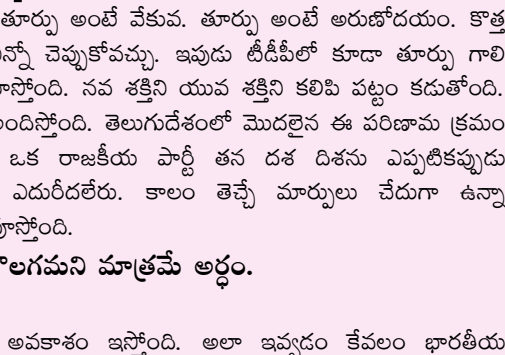 తూర్పు అంటే వేకువ. తూర్పు అంటే అరుణోదయం. కొత్త
న్నో చెప్పుకోవచ్చు. ఇపుడు టీడీపీలో కూడా తూర్పు గాలి
స్తోంది. నవ శక్తిని యువ శక్తిని కలిపి పట్టం కడుతోంది.
ందిస్తోంది. తెలుగుదేశంలో మొదలైన ఈ పరిణామ క్రమం
ఒక రాజకీయ పార్టీ తన దశ దిశను ఎప్పటికప్పుడు
ఎదురీదలేరు. కాలం తెచ్చే మార్పులు చేదుగా ఉన్నా
స్తోంది.
లగమని మాత్రమే అర్ధం.
అవకాశం ఇస్తోంది. అలా ఇవ్వడం కేవలం భారతీయ